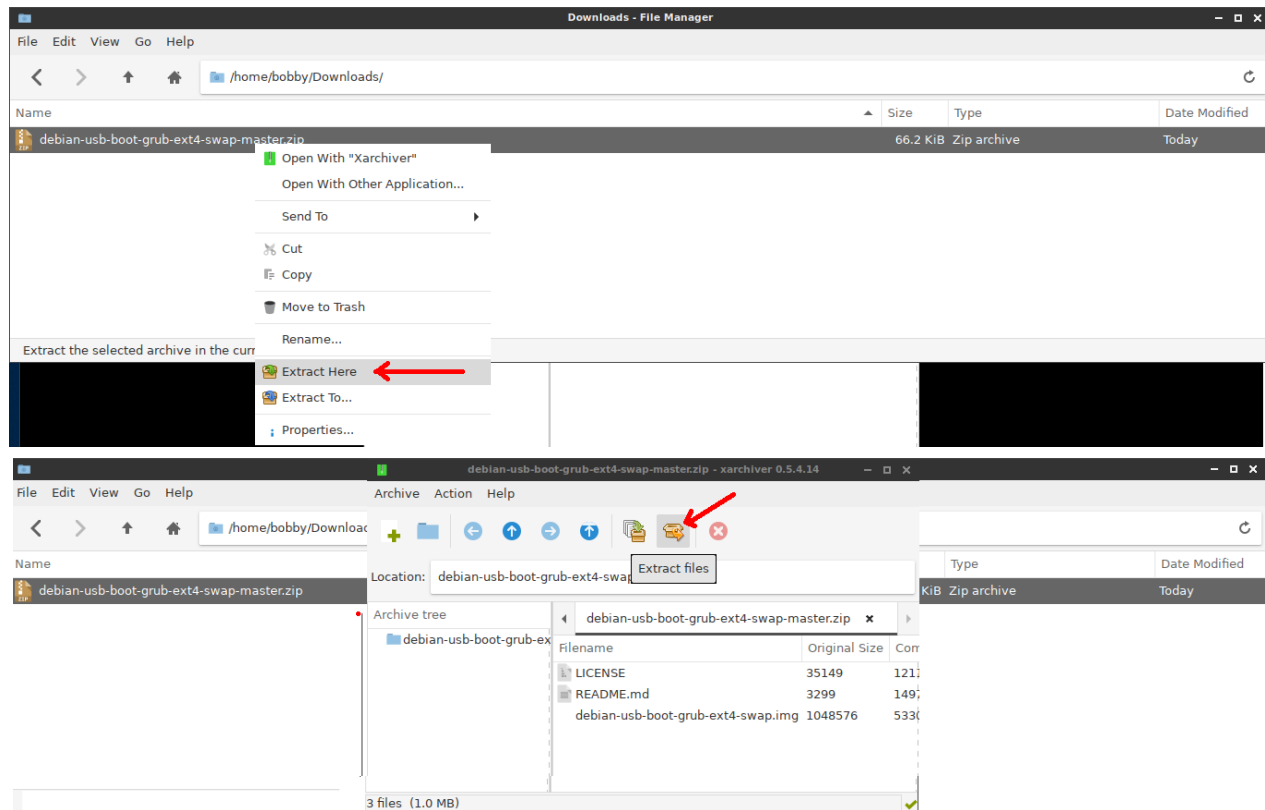 Downloads - File Manager
File Edit View Go Help
/home/bobby/Downloads/
Name Size Type Date Modified
debian-usb-boot-grub-ext4-swap-master.zip 66.2 KiB Zip archive Today
Open With "Xarchiver"
Open With Other Application...
Send To
Cut
Copy
Move to Trash
Rename...
Extract the selected archive in the curr
Extract Here
Extract To...
Properties...
debian-usb-boot-grub-ext4-swap-master.zip - xarchiver 0.5.4.14
File Edit View Go Help
Archive Action Help
/home/bobby/Downloa
Name Type Date Modified
Extract files
Location: debian-usb-boot-grub-ext4-swap
debian-usb-boot-grub-ext4-swap-master.zip KiB Zip archive Today
Archive tree
debian-usb-boot-grub-ex
debian-usb-boot-grub-ext4-swap-master.zip
Filename Original Size Com
LICENSE 35149 1211
README.md 3299 1497
debian-usb-boot-grub-ext4-swap.img 1048576 5330
3 files (1.0 MB)